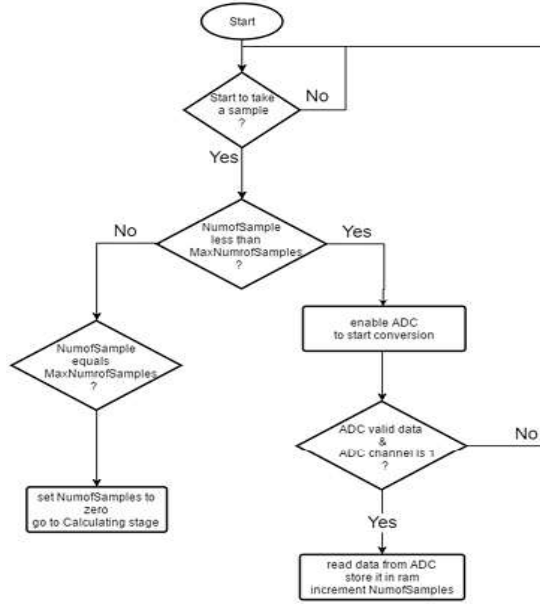 Start
Start to take
a sample
?
No
Yes
NumofSample
less than
MaxNumrofSamples
?
No
Yes
enable ADC
to start conversion
NumofSample
equals
MaxNumrofSamples
?
ADC valid data
&
ADC channel is 1
?
No
Yes
set NumofSamples to
zero
go to Calculating stage
read data from ADC
store it in ram
increment NumofSamples